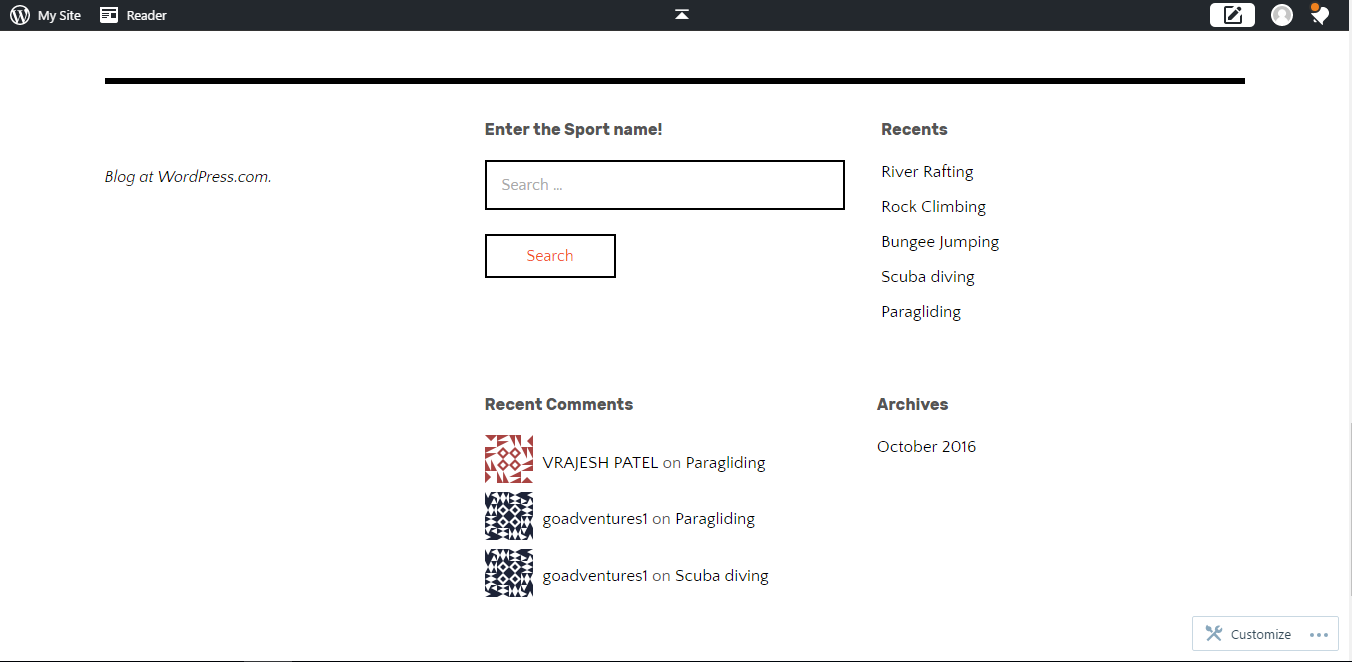 My Site
Reader
Blog at WordPress.com.
Enter the Sport name!
Search ...
Search
Recents
River Rafting
Rock Climbing
Bungee Jumping
Scuba diving
Paragliding
Recent Comments
VRAJESH PATEL on Paragliding
goadventures1 on Paragliding
goadventures1 on Scuba diving
Archives
October 2016
Customize